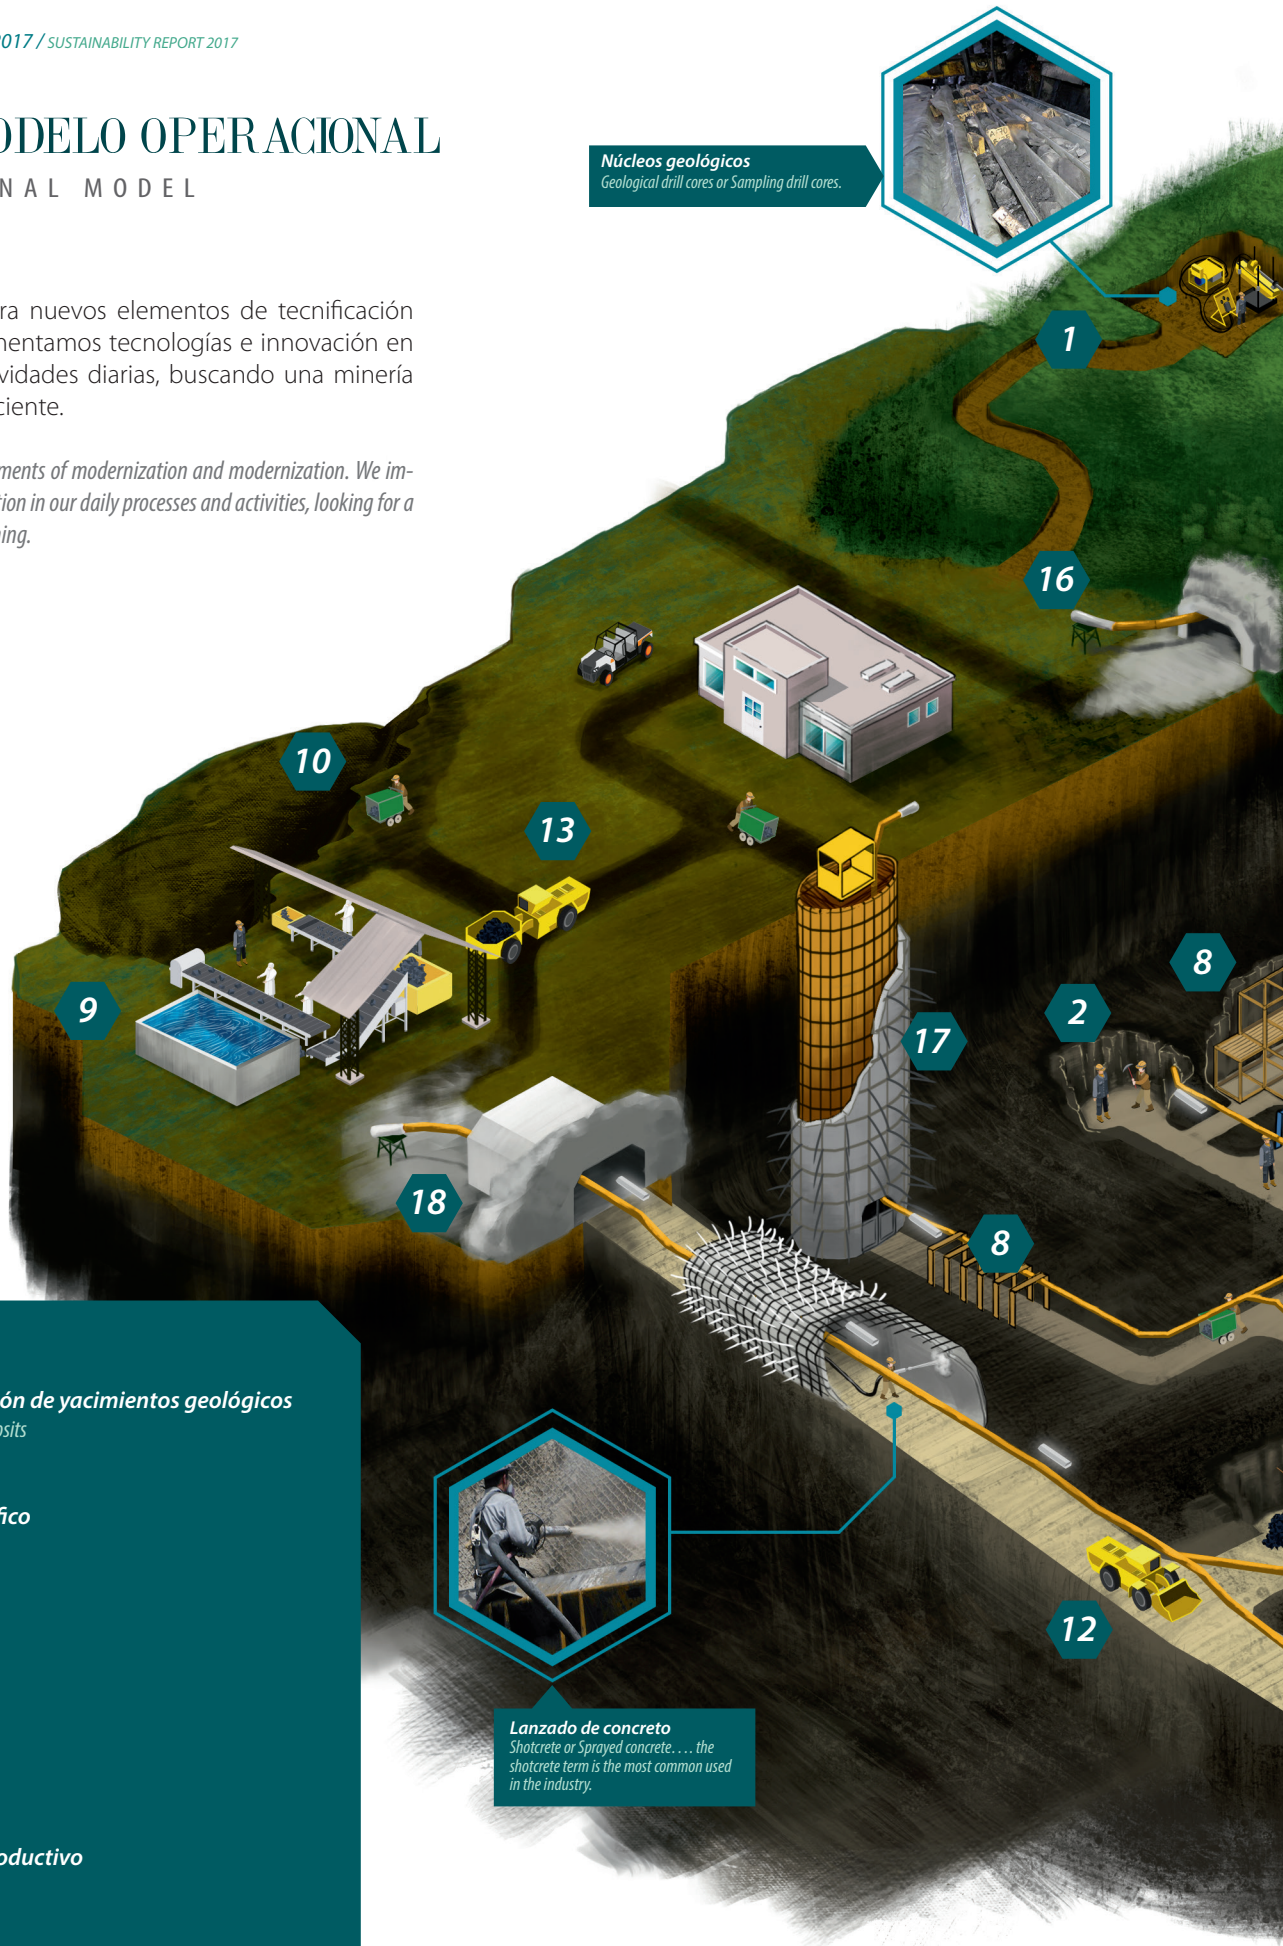 2017 / SUSTAINABILITY REPORT 2017
ODELO OPERACIONAL
NAL MODEL
ra nuevos elementos de tecnificación
nentamos tecnologías e innovación en
vidades diarias, buscando una minería
ciente.
ments of modernization and modernization. We im-
tion in our daily processes and activities, looking for a
ning.
Núcleos geológicos
Geological drill cores or Sampling drill cores.
1
16
10
13
8
2
9
17
18
8
12
ón de yacimientos geológicos
osits
fico
oductivo
Lanzado de concreto
Shotcrete or Sprayed concrete.... the
shotcrete term is the most common used
in the industry.